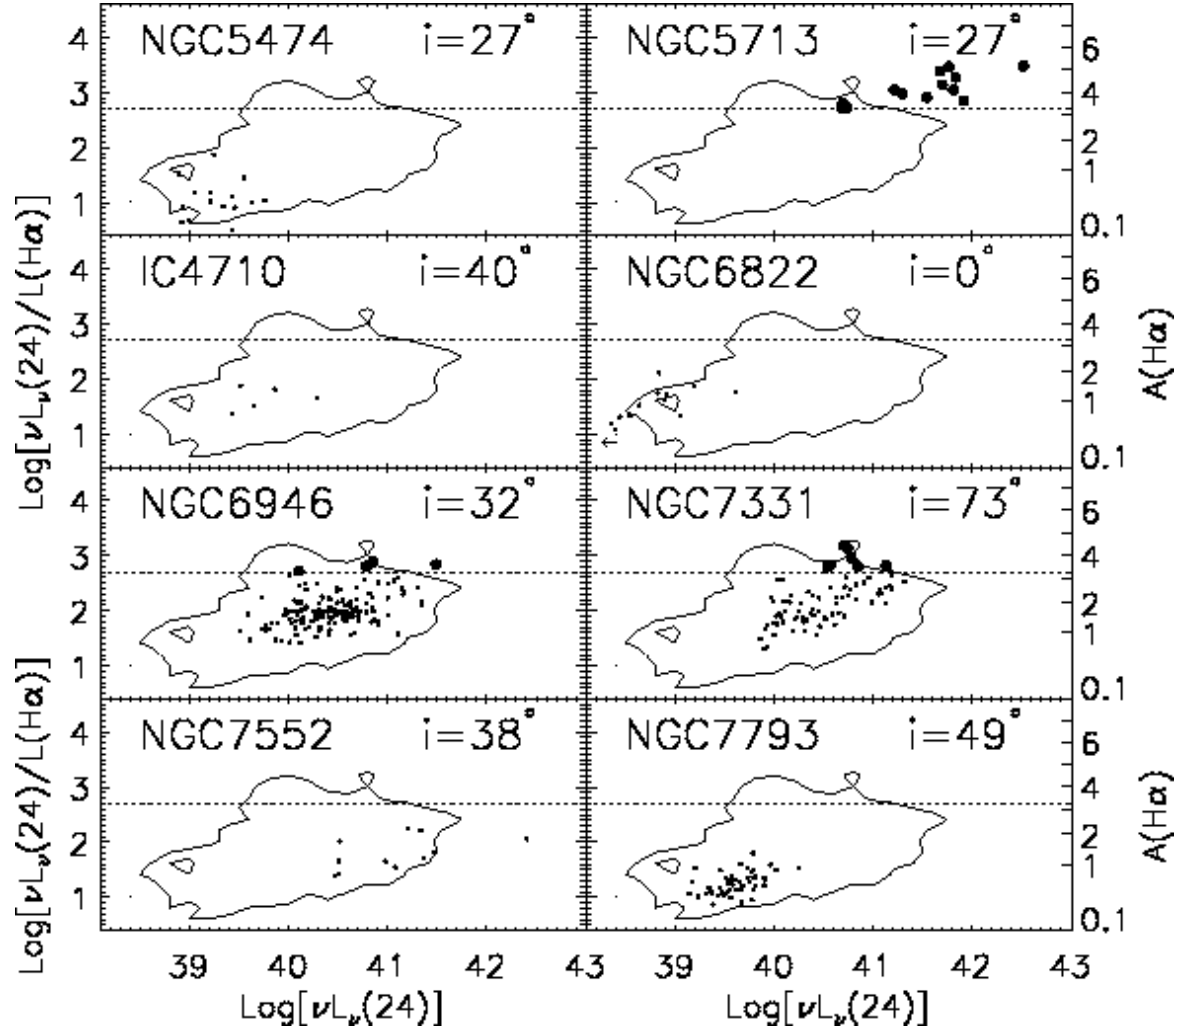 NGC5474 i=27°
NGC5713 i=27°
IC4710 i=40°
NGC6822 i=0°
NGC6946 i=32°
NGC7331 i=73°
NGC7552 i=38°
NGC7793 i=49°
4
3
2
1
4
3
2
1
4
3
2
1
4
3
2
1
6
4
2
1
0.1
6
4
2
1
0.1
6
4
2
1
0.1
6
4
2
1
0.1
Log[νLν(24)/L(Hα)]
Log[νLν(24)/L(Hα)]
A(Hα)
A(Hα)
39 40 41 42 43
39 40 41 42 43
Log[νLν(24)]
Log[νLν(24)]